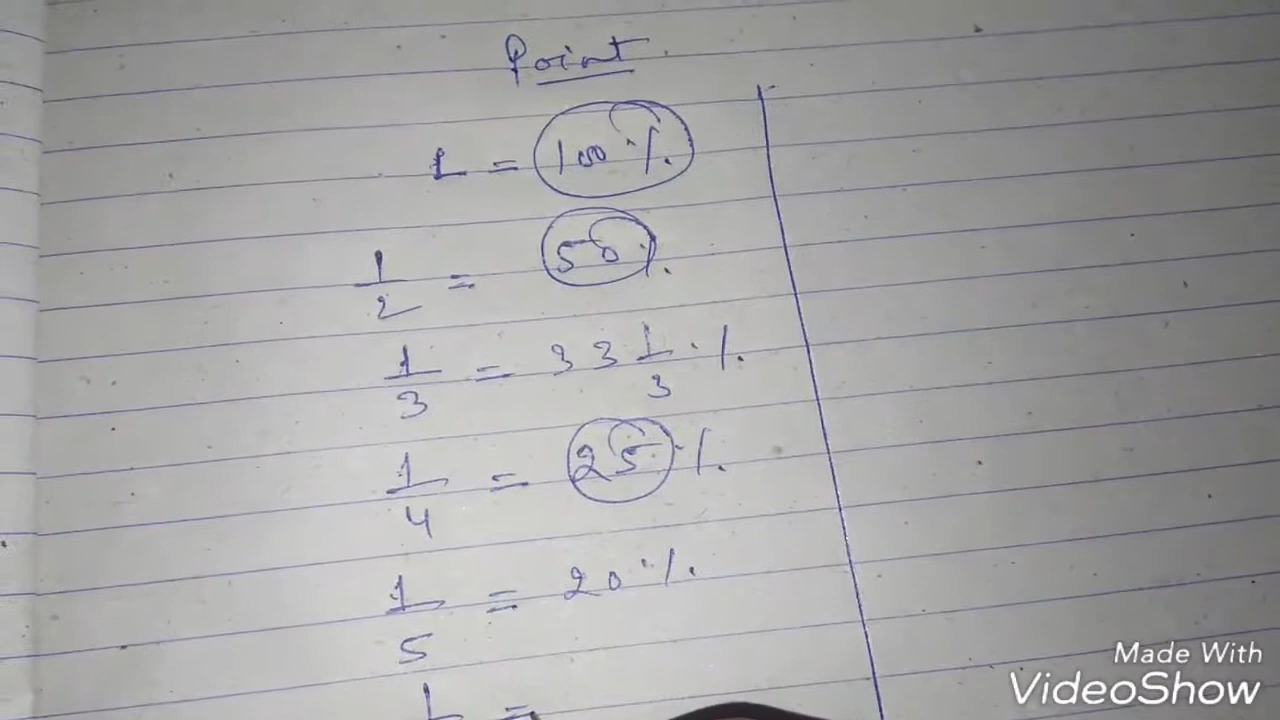 Point
1 = 100%
1/2 = 50%
1/3 = 33 1/3 %
1/4 = 25%
1/5 = 20%
1 =
Made With
VideoShow